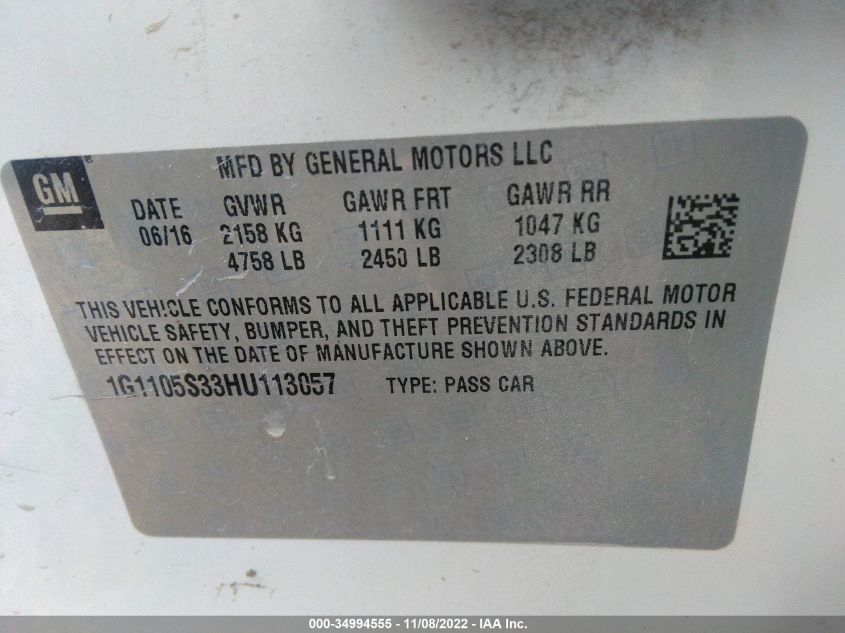 MFD BY GENERAL MOTORS LLC
GM
DATE GVWR GAWR FRT GAWR RR
06/16 2158 KG 1111 KG 1047 KG
4758 LB 2450 LB 2308 LB
THIS VEHICLE CONFORMS TO ALL APPLICABLE U.S. FEDERAL MOTOR
VEHICLE SAFETY, BUMPER, AND THEFT PREVENTION STANDARDS IN
EFFECT ON THE DATE OF MANUFACTURE SHOWN ABOVE.
1G1105S33HU113057 TYPE: PASS CAR
000-34994555 - 11/08/2022 - IAA Inc.